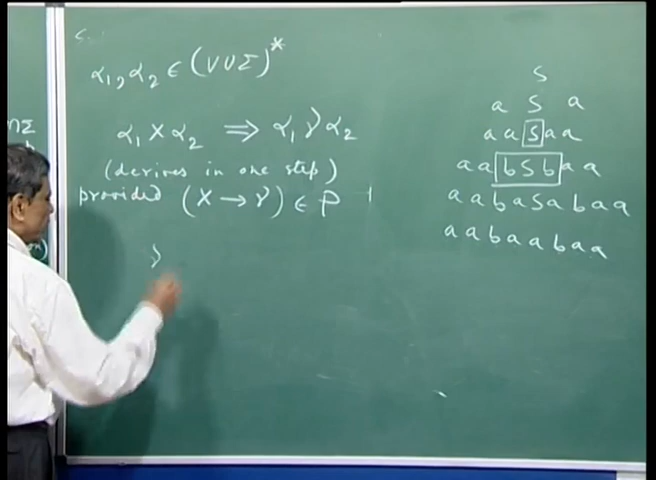 α₁, α₂ ∈ (V ∪ Σ)*
α₁ X α₂ ⟹ α₁ γ α₂
(derives in one step)
provided (X → γ) ∈ P
S
a S a
a a S a a
a a b S b a a
a a b a S a b a a
a a b a a b a a